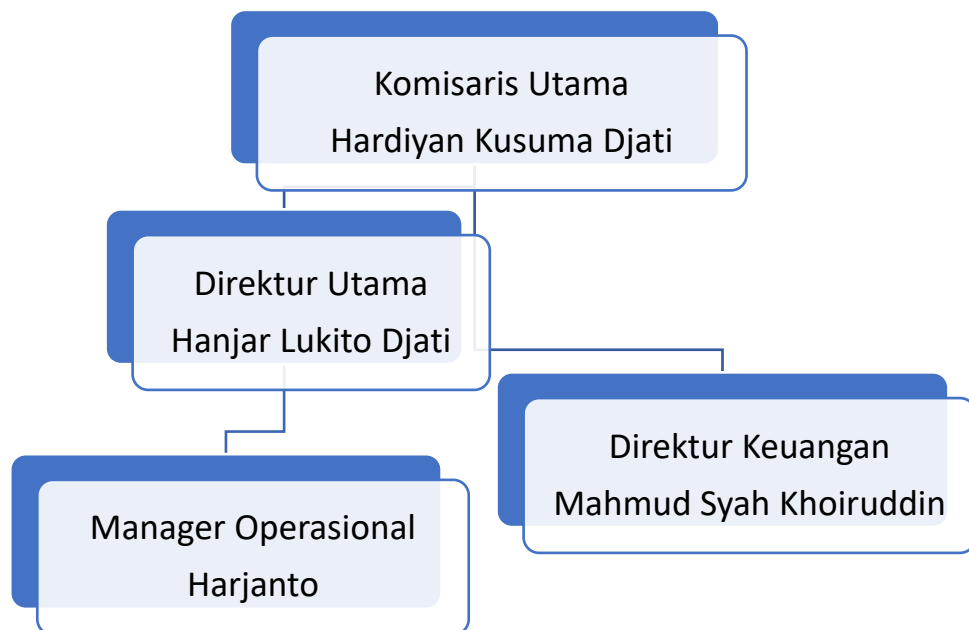 Komisaris Utama
Hardiyan Kusuma Djati
Direktur Utama
Hanjar Lukito Djati
Direktur Keuangan
Mahmud Syah Khoiruddin
Manager Operasional
Harjanto